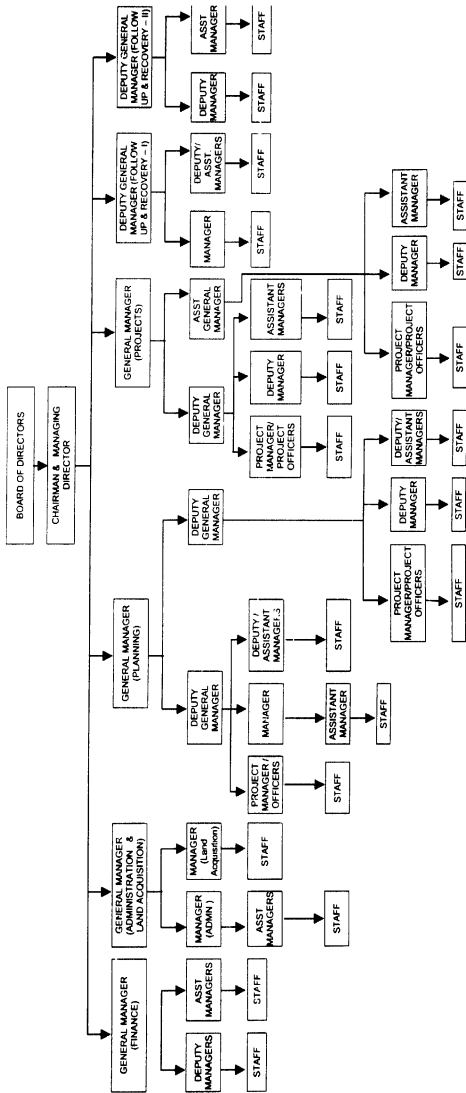 BOARD OF DIRECTORS
CHAIRMAN & MANAGING
DIRECTOR
GENERAL MANAGER
(FINANCE)
GENERAL MANAGER
(ADMINISTRATION &
LAND ACQUISITION)
GENERAL MANAGER
(PLANNING)
GENERAL MANAGER
(PROJECTS)
DEPUTY GENERAL
MANAGER (FOLLOW
UP & RECOVERY – I)
DEPUTY GENERAL
MANAGER (FOLLOW
UP & RECOVERY – II)
DEPUTY
MANAGERS
ASST
MANAGERS
MANAGER
(ADMN )
MANAGER
(Land
Acquisition)
DEPUTY
GENERAL
MANAGER
DEPUTY
GENERAL
MANAGER
DEPUTY
GENERAL
MANAGER
ASST
GENERAL
MANAGER
MANAGER
DEPUTY/
ASST
MANAGERS
DEPUTY
MANAGER
ASST
MANAGER
STAFF
STAFF
ASST
MANAGERS
STAFF
PROJECT
MANAGER /
OFFICERS
MANAGER
DEPUTY /
ASSISTANT
MANAGERS
PROJECT
MANAGER/
PROJECT
OFFICERS
DEPUTY
MANAGER
ASSISTANT
MANAGERS
STAFF
STAFF
STAFF
STAFF
STAFF
STAFF
ASSISTANT
MANAGER
STAFF
STAFF
STAFF
STAFF
STAFF
PROJECT
MANAGER/PROJECT
OFFICERS
DEPUTY
MANAGER
DEPUTY/
ASSISTANT
MANAGERS
PROJECT
MANAGER/PROJECT
OFFICERS
DEPUTY
MANAGER
ASSISTANT
MANAGER
STAFF
STAFF
STAFF
STAFF
STAFF
STAFF
STAFF